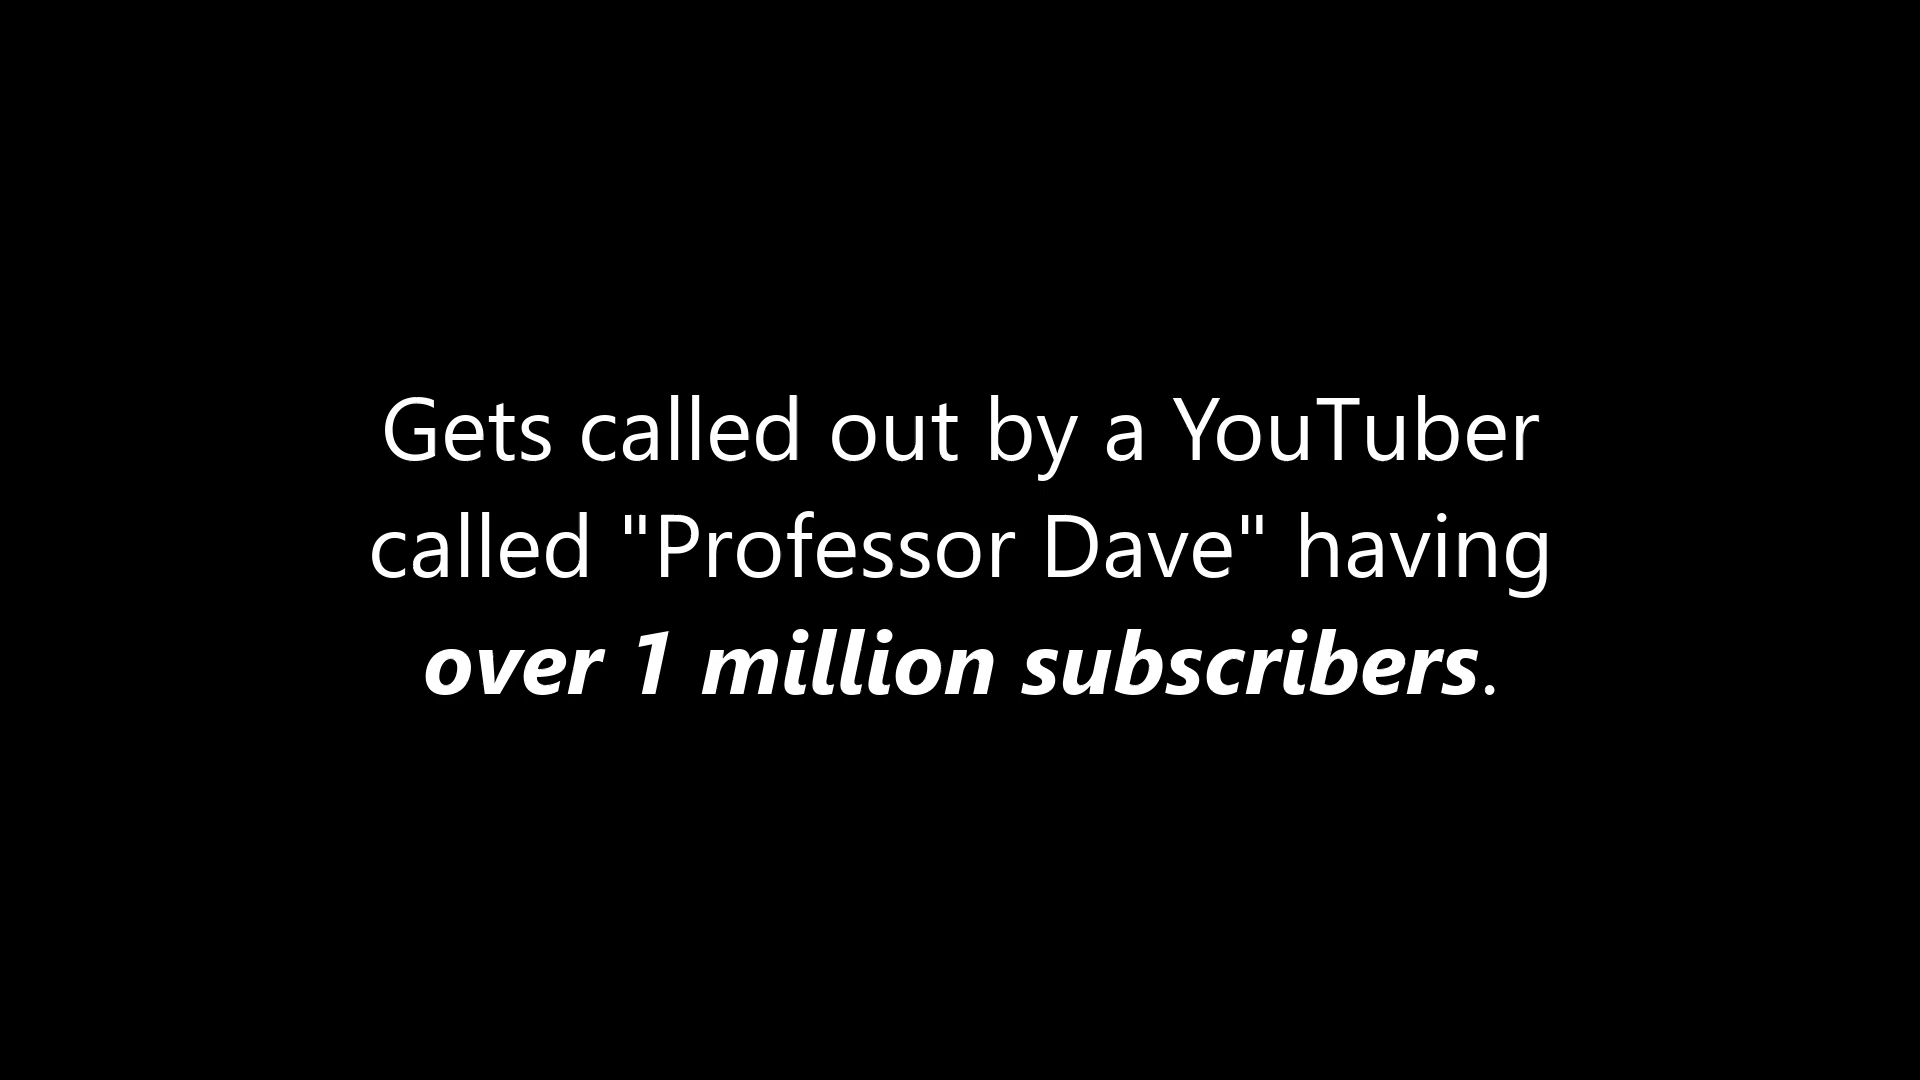 Gets called out by a YouTuber
called "Professor Dave" having
over 1 million subscribers.